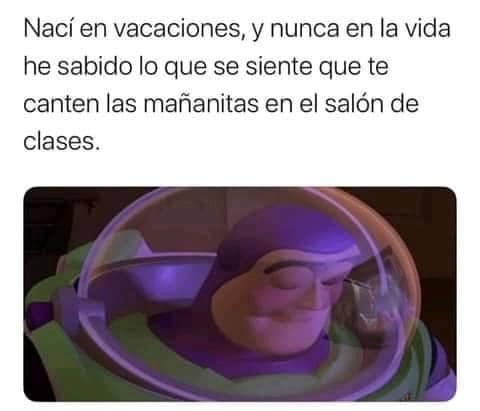 Nací en vacaciones, y nunca en la vida
he sabido lo que se siente que te
canten las mañanitas en el salón de
clases.